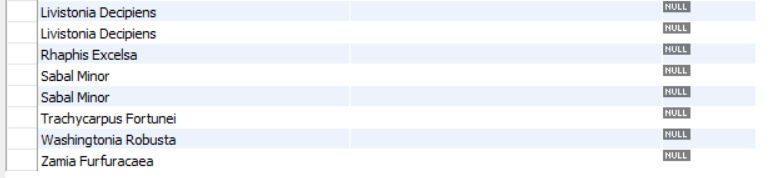 Livistonia Decipiens NULL
Livistonia Decipiens NULL
Rhaphis Excelsa NULL
Sabal Minor NULL
Sabal Minor NULL
Trachycarpus Fortunei NULL
Washingtonia Robusta NULL
Zamia Furfuracaea NULL